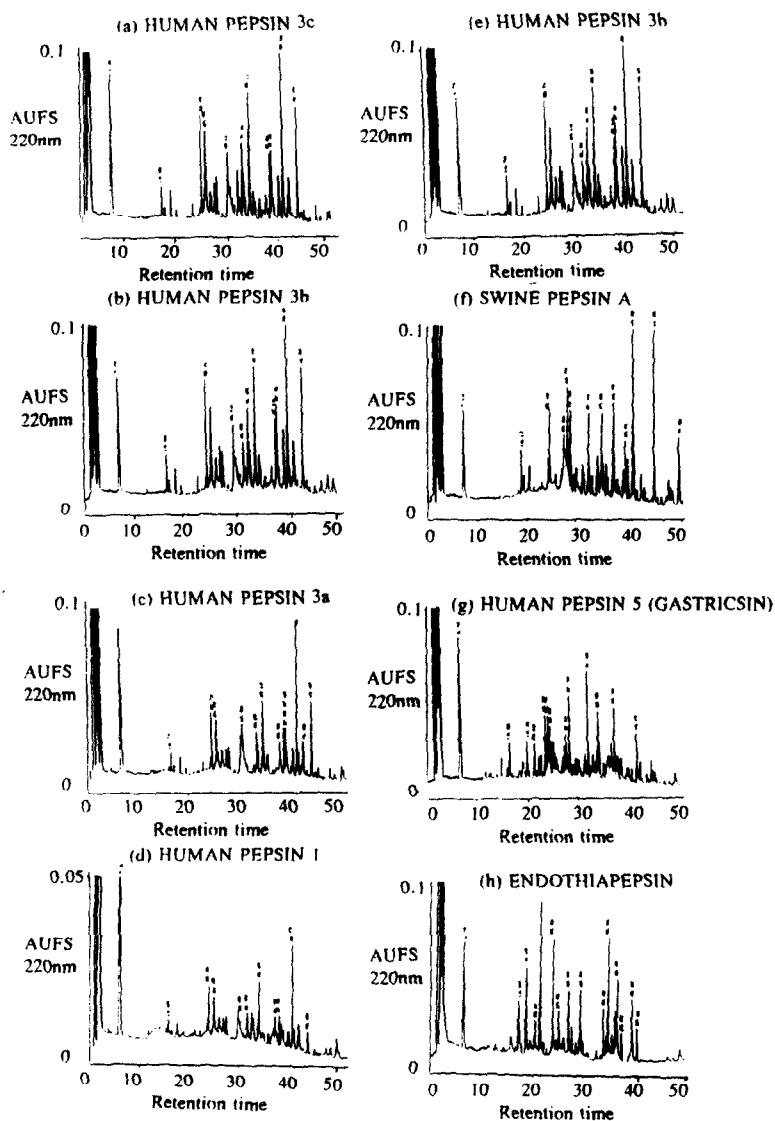 (a) HUMAN PEPSIN 3c
0.1
AUFS
220nm
0
10 20 30 40 50
Retention time
(b) HUMAN PEPSIN 3b
0.1
AUFS
220nm
0
0 10 20 30 40 50
Retention time
(c) HUMAN PEPSIN 3a
0.1
AUFS
220nm
0
0 10 20 30 40 50
Retention time
(d) HUMAN PEPSIN 1
0.05
AUFS
220nm
0
0 10 20 30 40 50
Retention time
(e) HUMAN PEPSIN 3b
0.1
AUFS
220nm
0
0 10 20 30 40 50
Retention time
(f) SWINE PEPSIN A
0.1
AUFS
220nm
0
0 10 20 30 40 50
Retention time
(g) HUMAN PEPSIN 5 (GASTRICSIN)
0.1
AUFS
220nm
0
0 10 20 30 40 50
Retention time
(h) ENDOTHIAPEPSIN
0.1
AUFS
220nm
0
0 10 20 30 40 50
Retention time